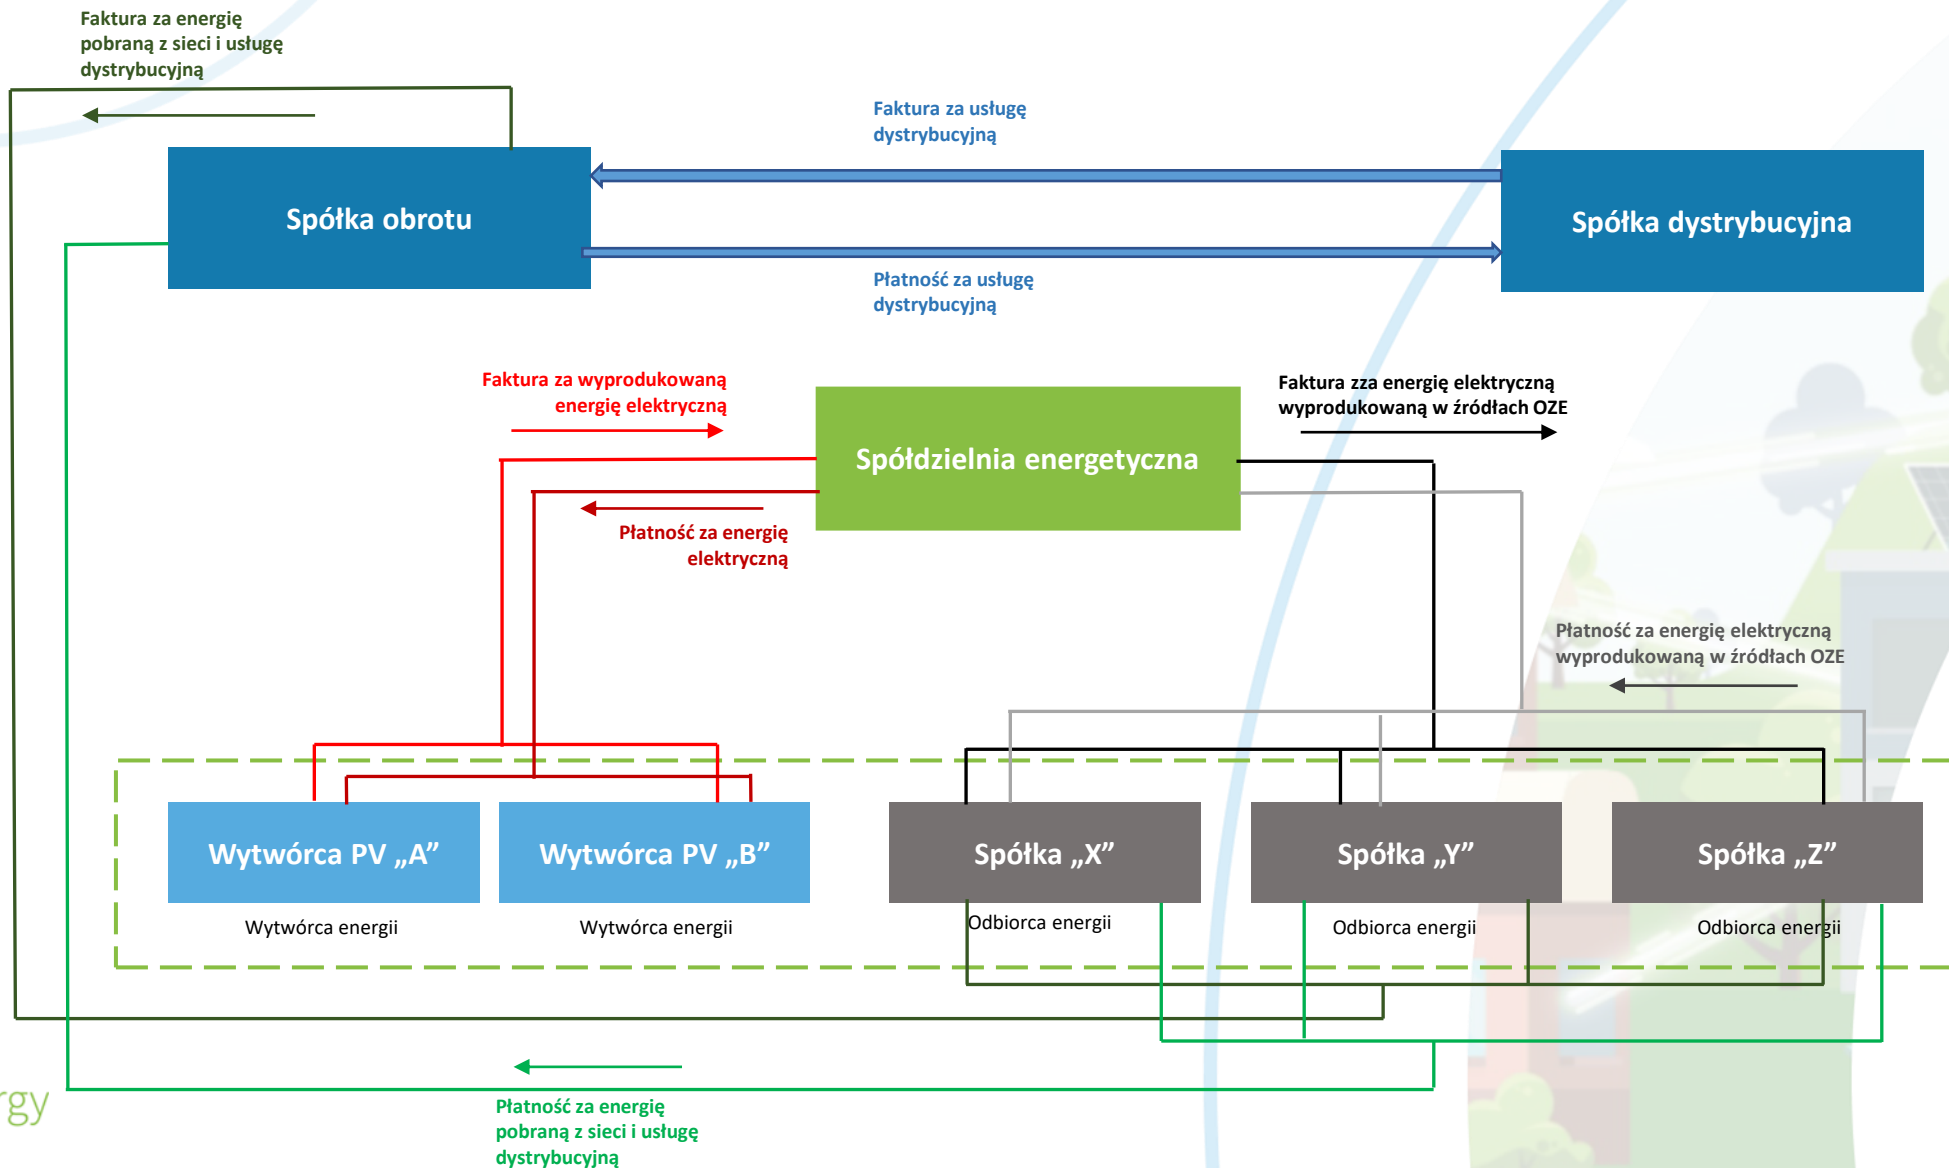 Faktura za energię
pobraną z sieci i usługę
dystrybucyjną
Faktura za usługę
dystrybucyjną
Spółka obrotu
Spółka dystrybucyjna
Płatność za usługę
dystrybucyjną
Faktura za wyprodukowaną
energię elektryczną
Faktura zza energię elektryczną
wyprodukowaną w źródłach OZE
Spółdzielnia energetyczna
Płatność za energię
elektryczną
Płatność za energię elektryczną
wyprodukowaną w źródłach OZE
Wytwórca PV „A”
Wytwórca PV „B”
Spółka „X”
Spółka „Y”
Spółka „Z”
Wytwórca energii
Wytwórca energii
Odbiorca energii
Odbiorca energii
Odbiorca energii
rgy
Płatność za energię
pobraną z sieci i usługę
dystrybucyjną